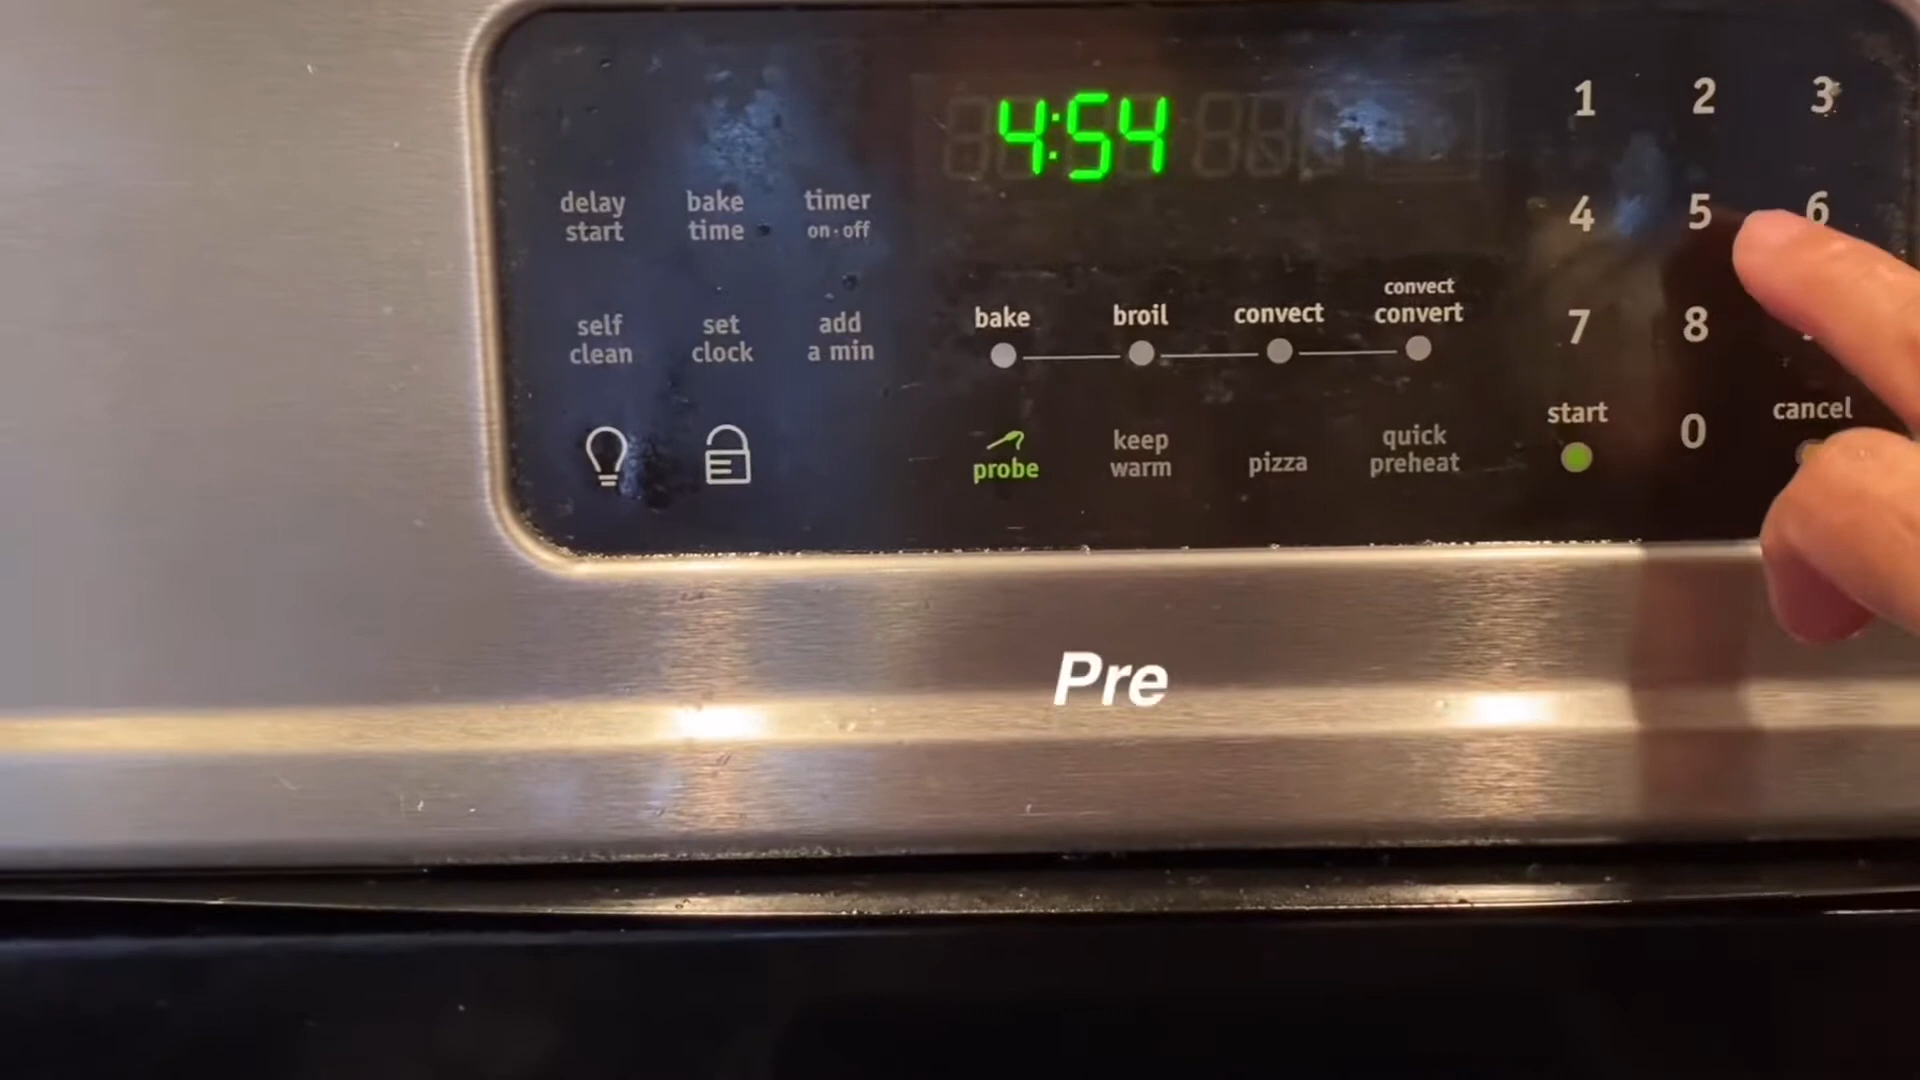 4:54
delay start
bake time
timer on·off
self clean
set clock
add a min
bake
broil
convect
convect convert
probe
keep warm
pizza
quick preheat
1 2 3
4 5 6
7 8
0
start
cancel
Pre